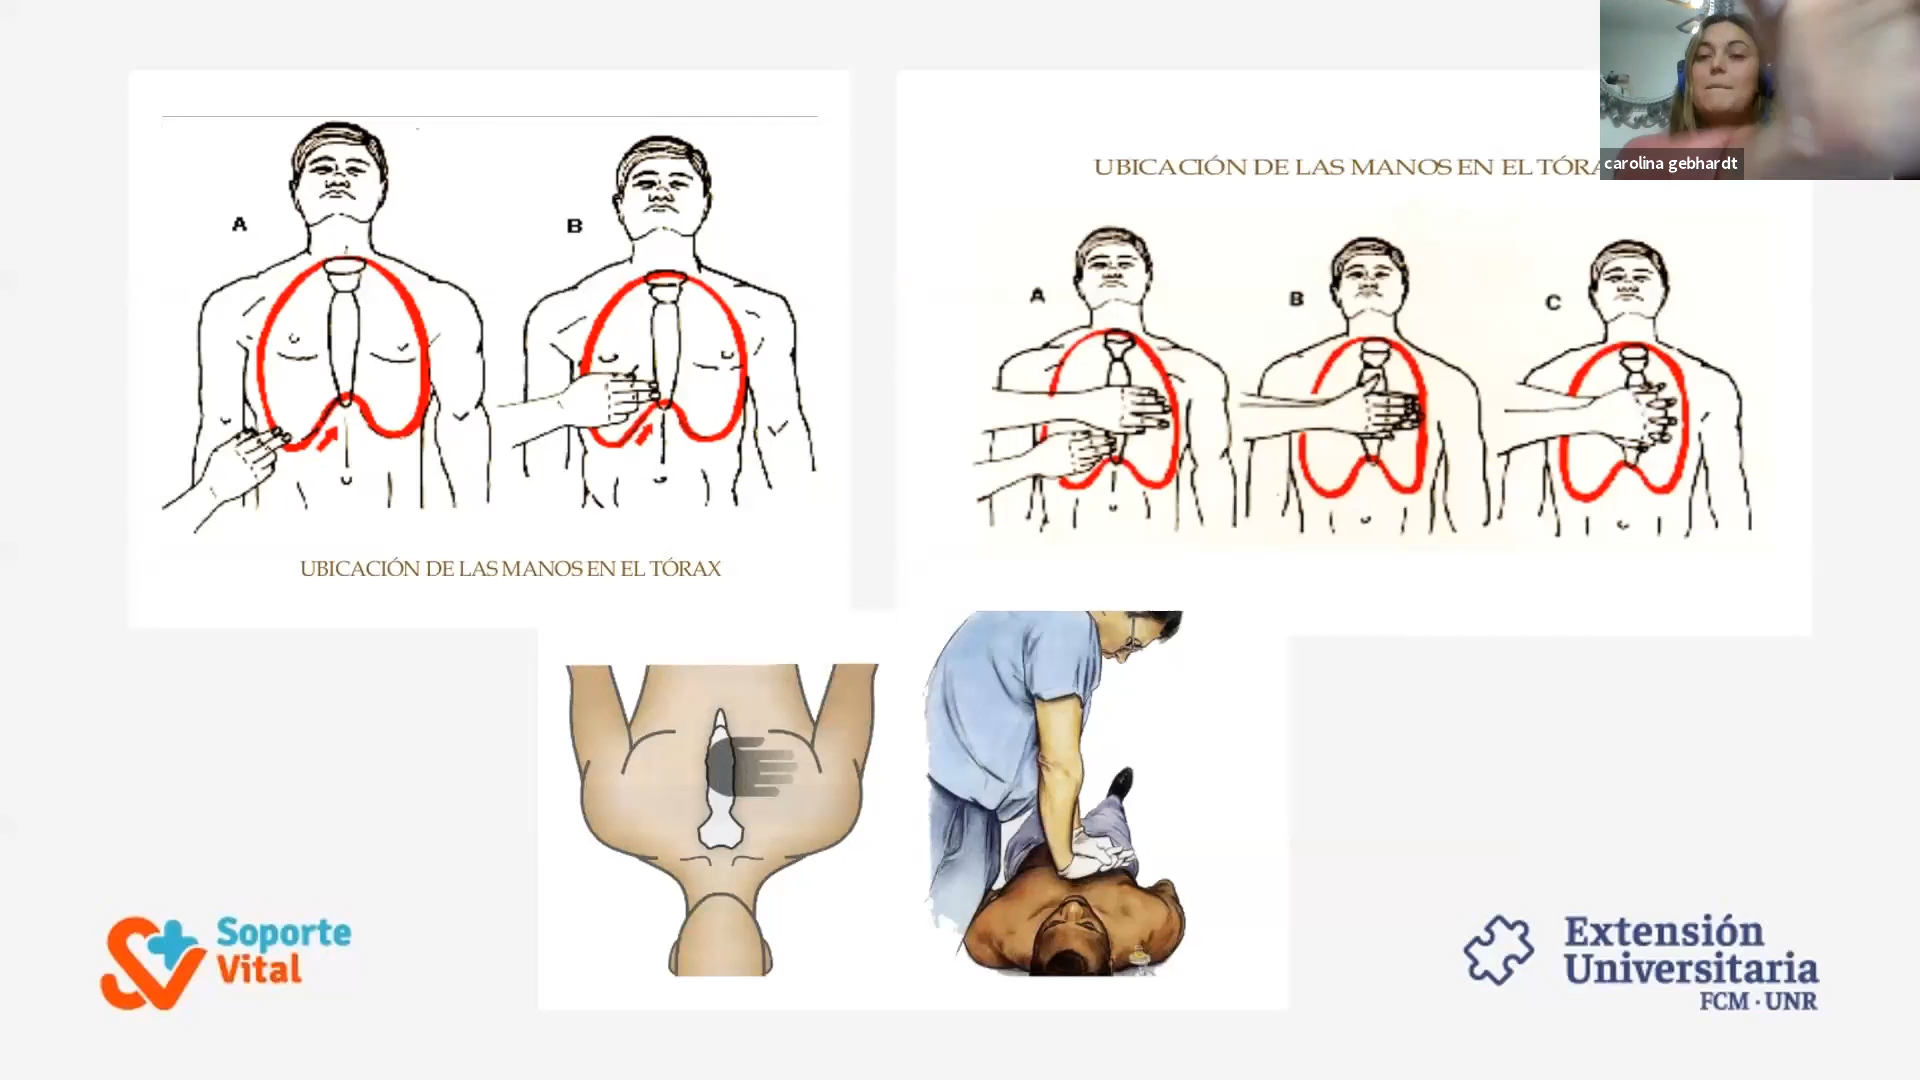 carolina gebhardt
UBICACIÓN DE LAS MANOS EN EL TÓRA
A
B
A
B
C
UBICACIÓN DE LAS MANOS EN EL TÓRAX
Soporte
Vital
Extensión
Universitaria
FCM · UNR